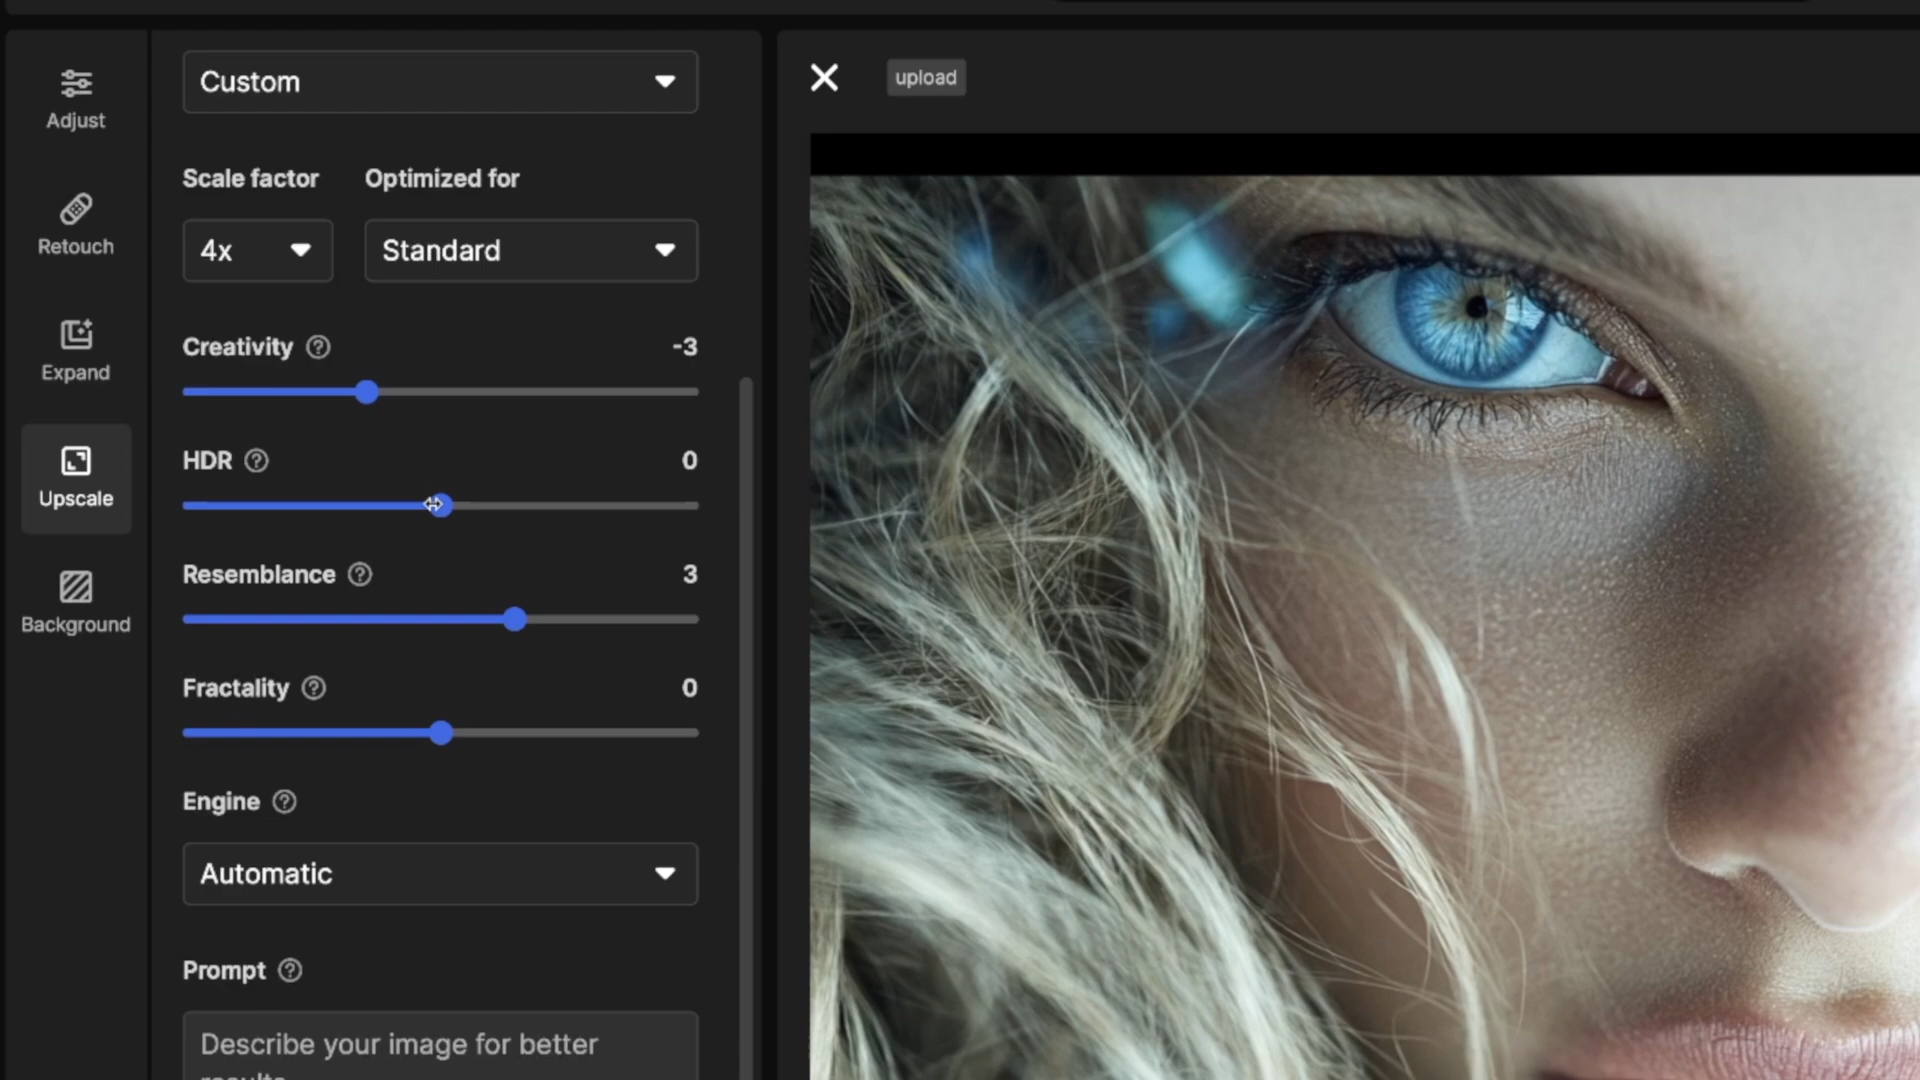 Adjust
Retouch
Expand
Upscale
Background
Custom
Scale factor
Optimized for
4x
Standard
Creativity ?
-3
HDR ?
0
Resemblance ?
3
Fractality ?
0
Engine ?
Automatic
Prompt ?
Describe your image for better
results
upload